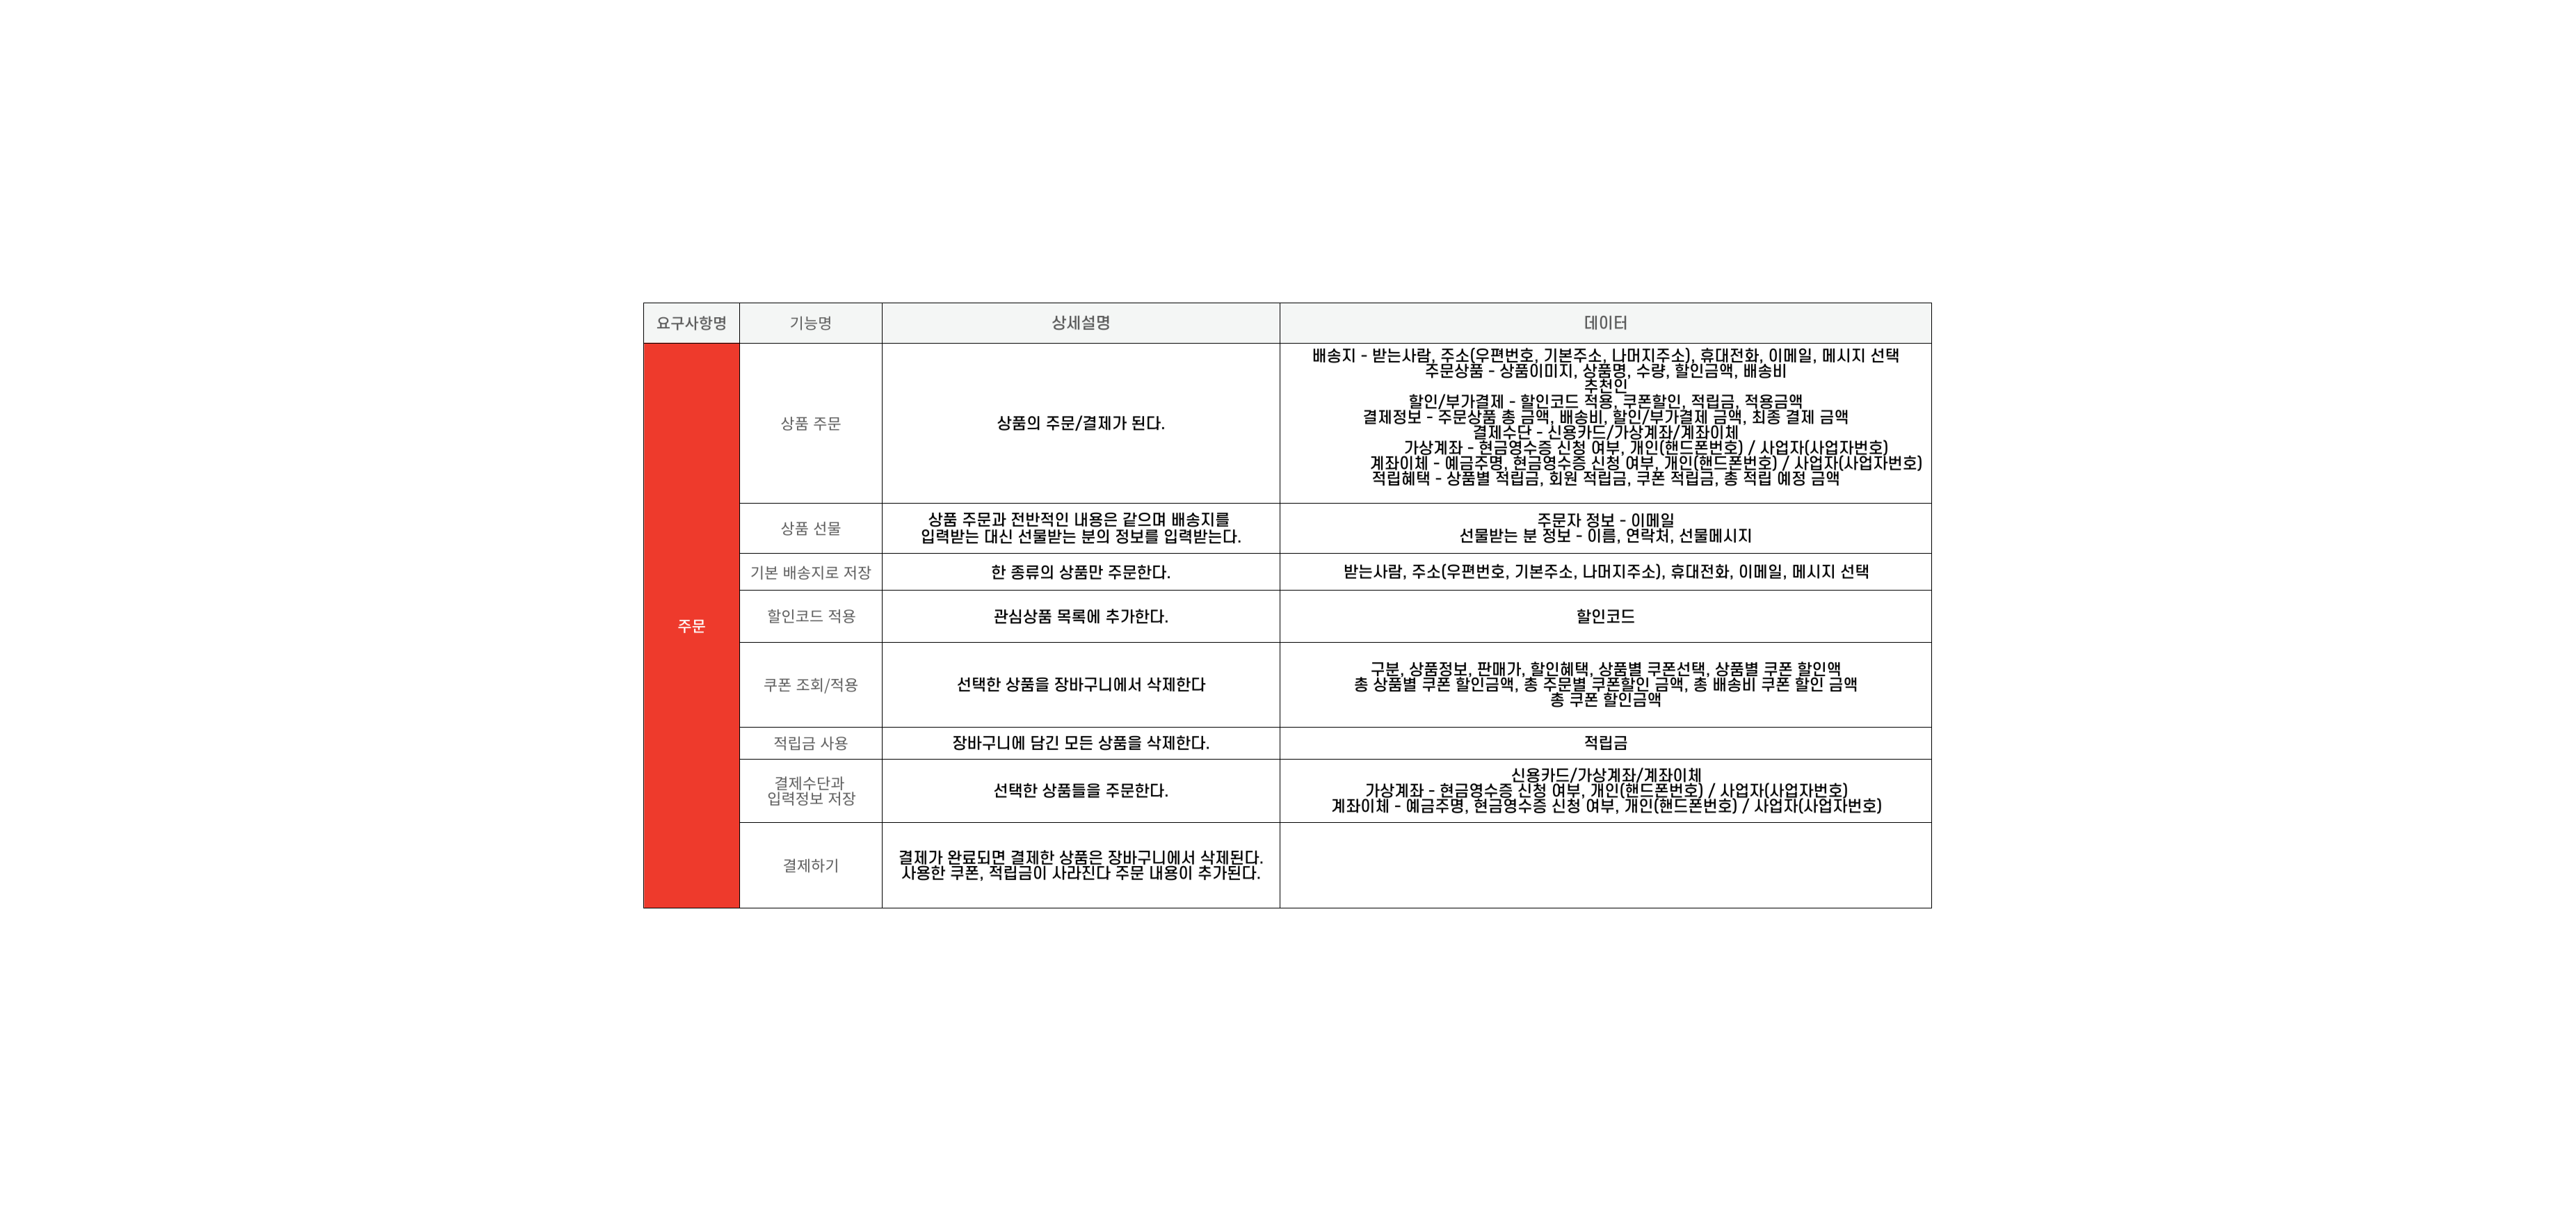 요구사항명 기능명 상세설명 데이터
주문
상품 주문
상품의 주문/결제가 된다.
배송지 - 받는사람, 주소(우편번호, 기본주소, 나머지주소), 휴대전화, 이메일, 메시지 선택
주문상품 - 상품이미지, 상품명, 수량, 할인금액, 배송비
추천인
할인/부가결제 - 할인코드 적용, 쿠폰할인, 적립금, 적용금액
결제정보 - 주문상품 총 금액, 배송비, 할인/부가결제 금액, 최종 결제 금액
결제수단 - 신용카드/가상계좌/계좌이체
가상계좌 - 현금영수증 신청 여부, 개인(핸드폰번호) / 사업자(사업자번호)
계좌이체 - 예금주명, 현금영수증 신청 여부, 개인(핸드폰번호) / 사업자(사업자번호)
적립혜택 - 상품별 적립금, 회원 적립금, 쿠폰 적립금, 총 적립 예정 금액
상품 선물
상품 주문과 전반적인 내용은 같으며 배송지를
입력받는 대신 선물받는 분의 정보를 입력받는다.
주문자 정보 - 이메일
선물받는 분 정보 - 이름, 연락처, 선물메시지
기본 배송지로 저장
한 종류의 상품만 주문한다.
받는사람, 주소(우편번호, 기본주소, 나머지주소), 휴대전화, 이메일, 메시지 선택
할인코드 적용
관심상품 목록에 추가한다.
할인코드
쿠폰 조회/적용
선택한 상품을 장바구니에서 삭제한다
구분, 상품정보, 판매가, 할인혜택, 상품별 쿠폰선택, 상품별 쿠폰 할인액
총 상품별 쿠폰 할인금액, 총 주문별 쿠폰할인 금액, 총 배송비 쿠폰 할인 금액
총 쿠폰 할인금액
적립금 사용
장바구니에 담긴 모든 상품을 삭제한다.
적립금
결제수단과
입력정보 저장
선택한 상품들을 주문한다.
신용카드/가상계좌/계좌이체
가상계좌 - 현금영수증 신청 여부, 개인(핸드폰번호) / 사업자(사업자번호)
계좌이체 - 예금주명, 현금영수증 신청 여부, 개인(핸드폰번호) / 사업자(사업자번호)
결제하기
결제가 완료되면 결제한 상품은 장바구니에서 삭제된다.
사용한 쿠폰, 적립금이 사라진다 주문 내용이 추가된다.